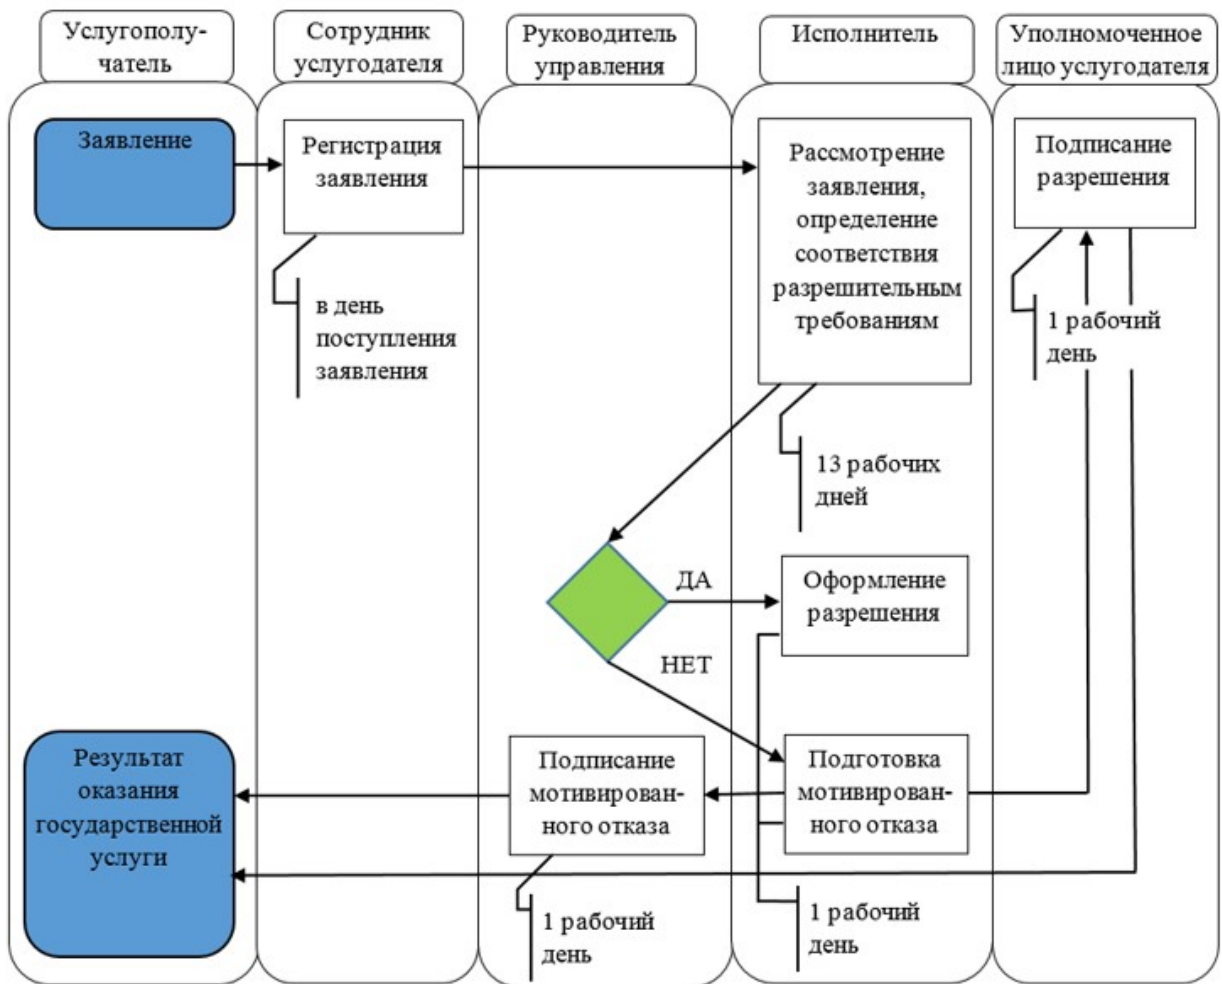 Услугополу-
чатель
Сотрудник
услугодателя
Руководитель
управления
Исполнитель
Уполномоченное
лицо услугодателя
Заявление
Регистрация
заявления
Рассмотрение
заявления,
определение
соответствия
разрешительным
требованиям
Подписание
разрешения
в день
поступления
заявления
1 рабочий
день
13 рабочих
дней
ДА
Оформление
разрешения
НЕТ
Результат
оказания
государственной
услуги
Подписание
мотивирован-
ного отказа
Подготовка
мотивирован-
ного отказа
1 рабочий
день
1 рабочий
день